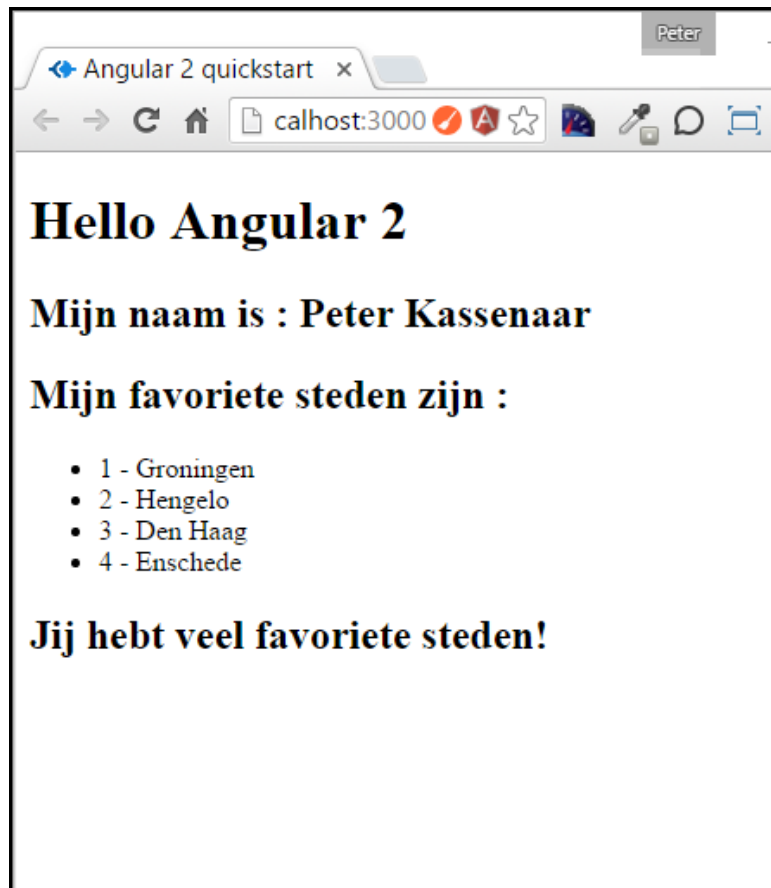 Peter
Angular 2 quickstart
calhost:3000
Hello Angular 2
Mijn naam is : Peter Kassenaar
Mijn favoriete steden zijn :
1 - Groningen
2 - Hengelo
3 - Den Haag
4 - Enschede
Jij hebt veel favoriete steden!